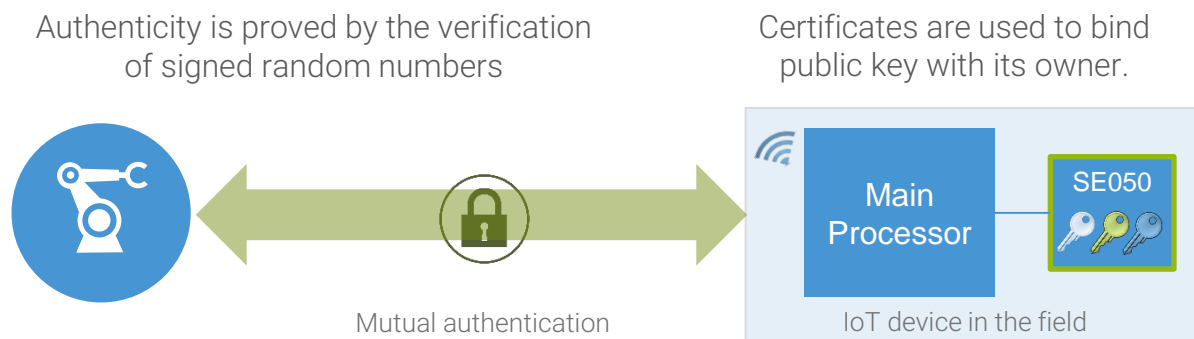 Authenticity is proved by the verification
of signed random numbers
Certificates are used to bind
public key with its owner.
Main
Processor
SE050
Mutual authentication
IoT device in the field